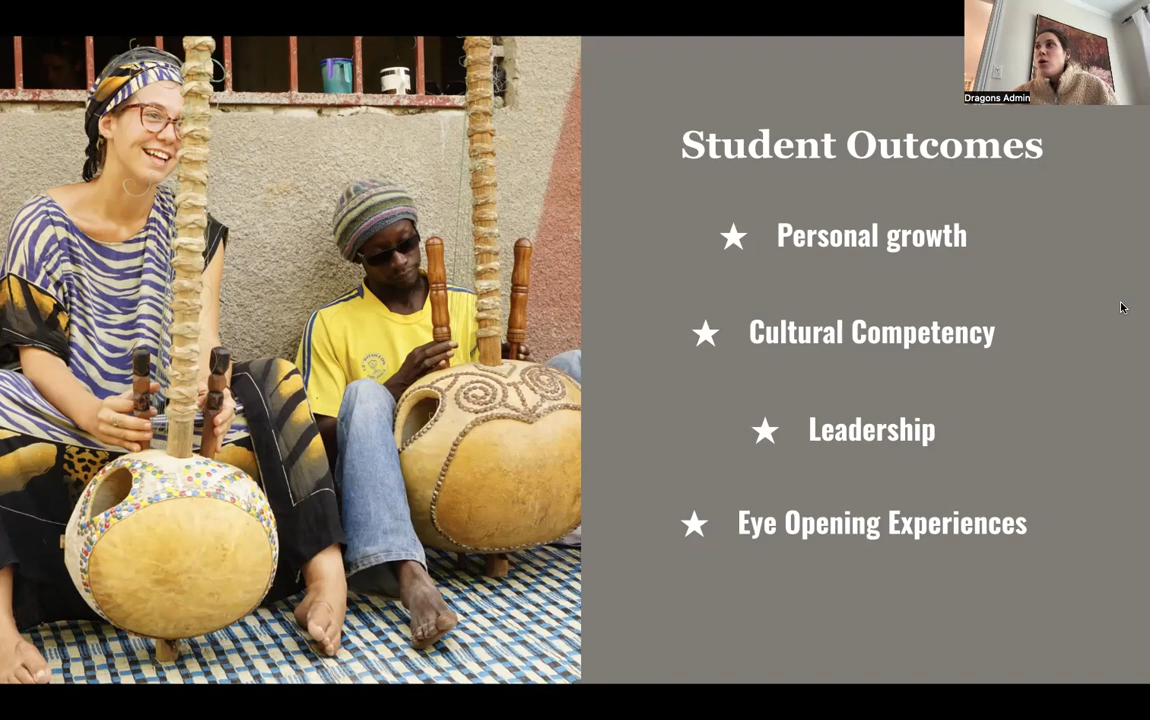 Dragons Admin
Student Outcomes
★ Personal growth
★ Cultural Competency
★ Leadership
★ Eye Opening Experiences